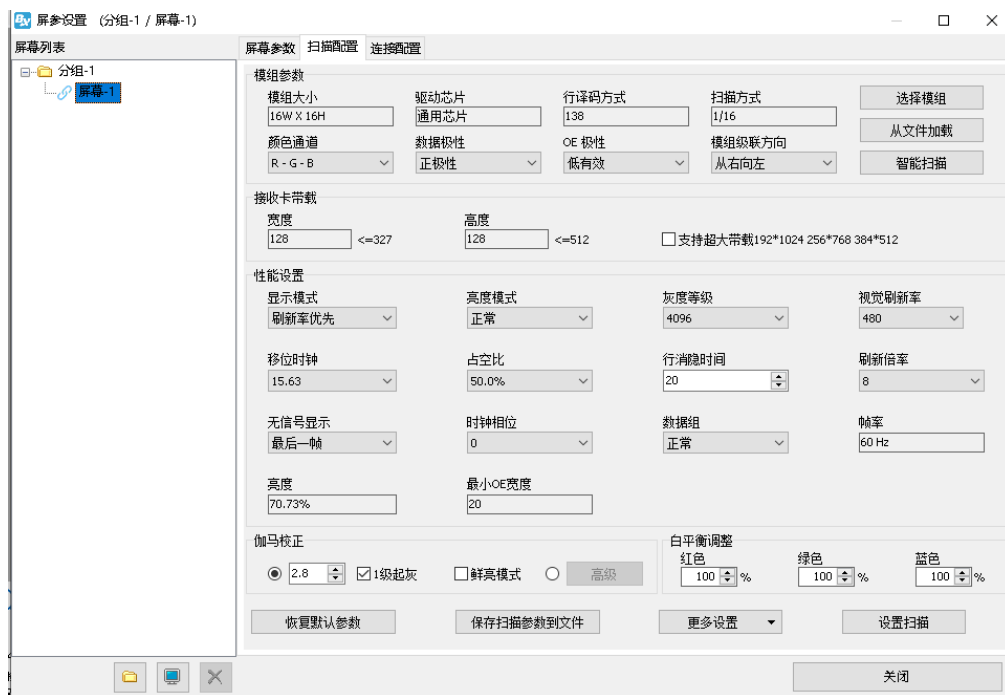 屏参设置 (分组-1 / 屏幕-1)
屏幕列表
屏幕参数 扫描配置 连接配置
分组-1
屏幕-1
模组参数
模组大小 驱动芯片 行译码方式 扫描方式 选择模组
16W X 16H 通用芯片 138 1/16
从文件加载
颜色通道 数据极性 OE 极性 模组级联方向
R - G - B 正极性 低有效 从右向左 智能扫描
接收卡带载
宽度 高度
128 <=327 128 <=512 支持超大带载192*1024 256*768 384*512
性能设置
显示模式 亮度模式 灰度等级 视觉刷新率
刷新率优先 正常 4096 480
移位时钟 占空比 行消隐时间 刷新倍率
15.63 50.0% 20 8
无信号显示 时钟相位 数据组 帧率
最后一帧 0 正常 60 Hz
亮度 最小OE宽度
70.73% 20
伽马校正 白平衡调整
红色 绿色 蓝色
2.8 1级起灰 鲜亮模式 高级 100 % 100 % 100 %
恢复默认参数 保存扫描参数到文件 更多设置 设置扫描
关闭